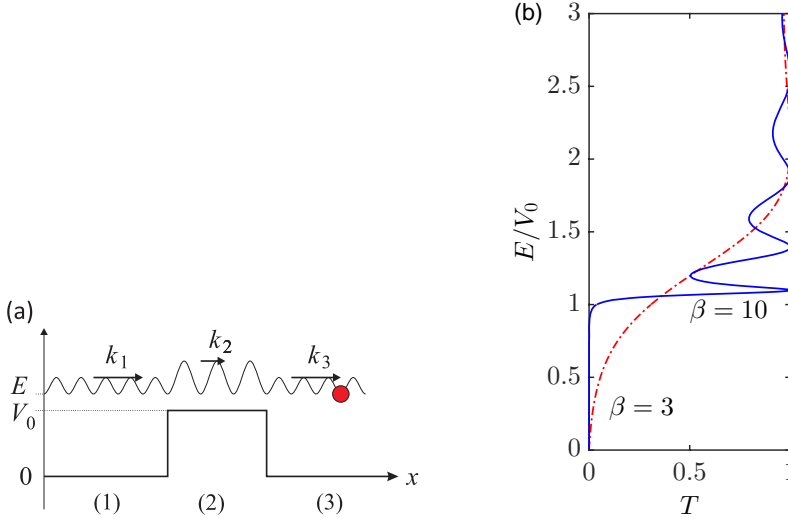 (a)
k1 k2 k3
E
V0
0
x
(1) (2) (3)
(b)
3
2.5
2
1.5
1
0.5
0
E/V0
β = 10
β = 3
0 0.5 1
T